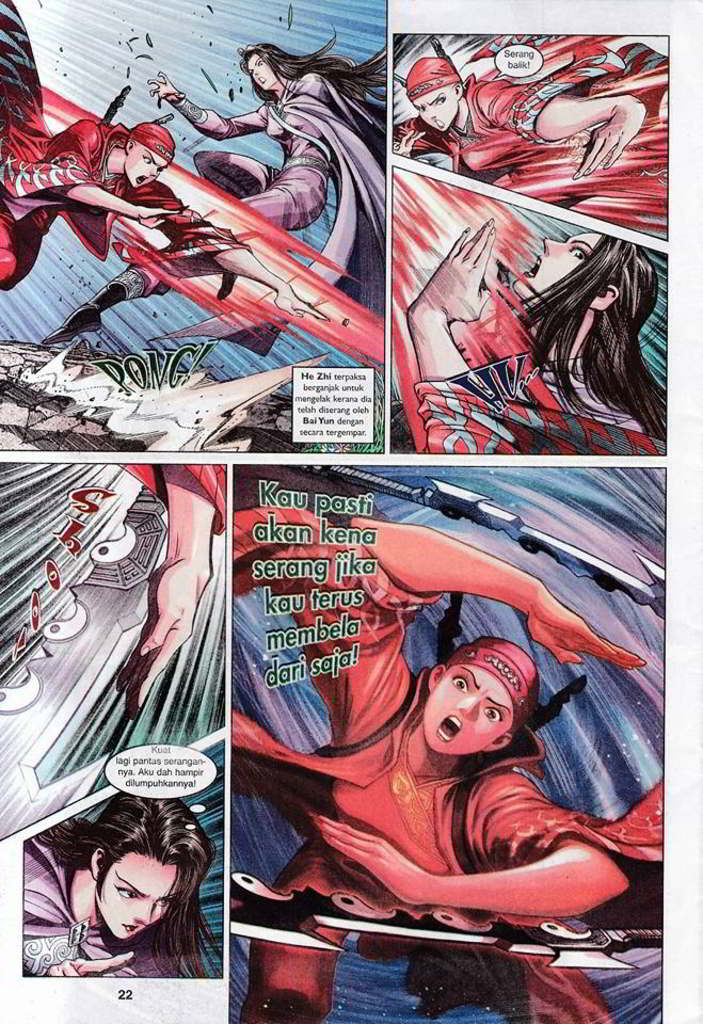 Serang
balik!
PONG!
He Zhi terpaksa
berganjak untuk
mengelak kerana dia
telah diserang oleh
Bai Yun dengan
secara tergempar.
Kau pasti
akan kena
serang jika
kau terus
membela
dari saja!
Kuat
lagi pantas serangan-
nya. Aku dah hampir
dilumpuhkannya!
22